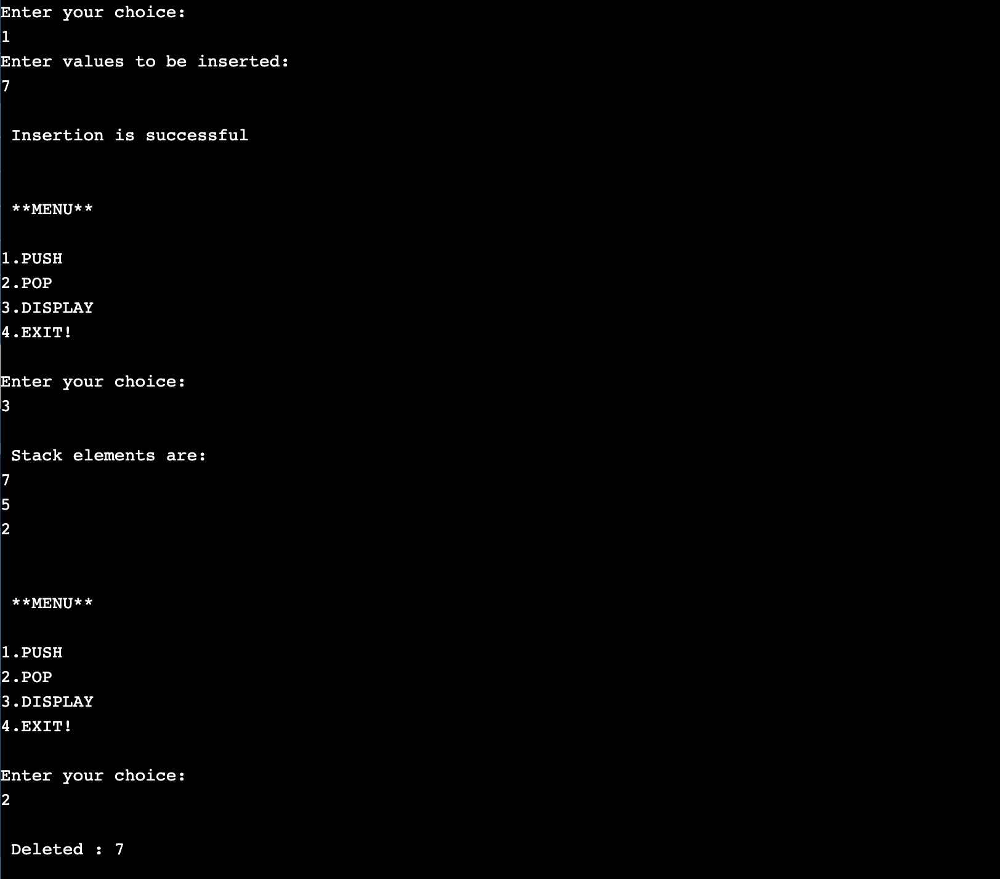 Enter your choice:
1
Enter values to be inserted:
7
Insertion is successful
**MENU**
1.PUSH
2.POP
3.DISPLAY
4.EXIT!
Enter your choice:
3
Stack elements are:
7
5
2
**MENU**
1.PUSH
2.POP
3.DISPLAY
4.EXIT!
Enter your choice:
2
Deleted : 7